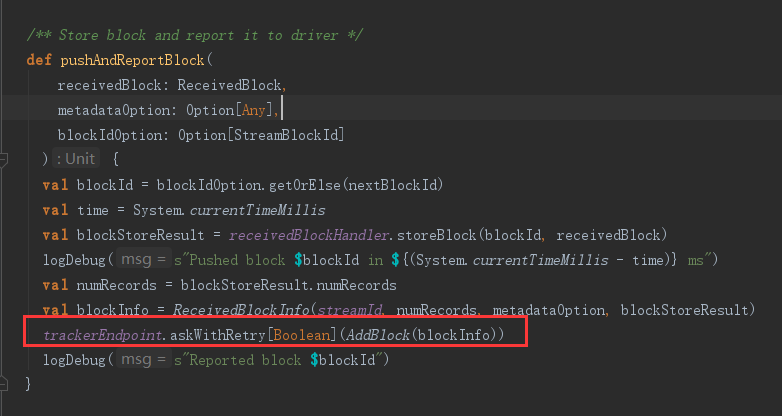 /** Store block and report it to driver */
def pushAndReportBlock(
receivedBlock: ReceivedBlock,
metadataOption: Option[Any],
blockIdOption: Option[StreamBlockId]
) : Unit {
val blockId = blockIdOption.getOrElse(nextBlockId)
val time = System.currentTimeMillis
val blockStoreResult = receivedBlockHandler.storeBlock(blockId, receivedBlock)
logDebug( msg = s"Pushed block $blockId in ${(System.currentTimeMillis - time)} ms")
val numRecords = blockStoreResult.numRecords
val blockInfo = ReceivedBlockInfo(streamId, numRecords, metadataOption, blockStoreResult)
trackerEndpoint.askWithRetry[Boolean](AddBlock(blockInfo))
logDebug( msg = s"Reported block $blockId")
}